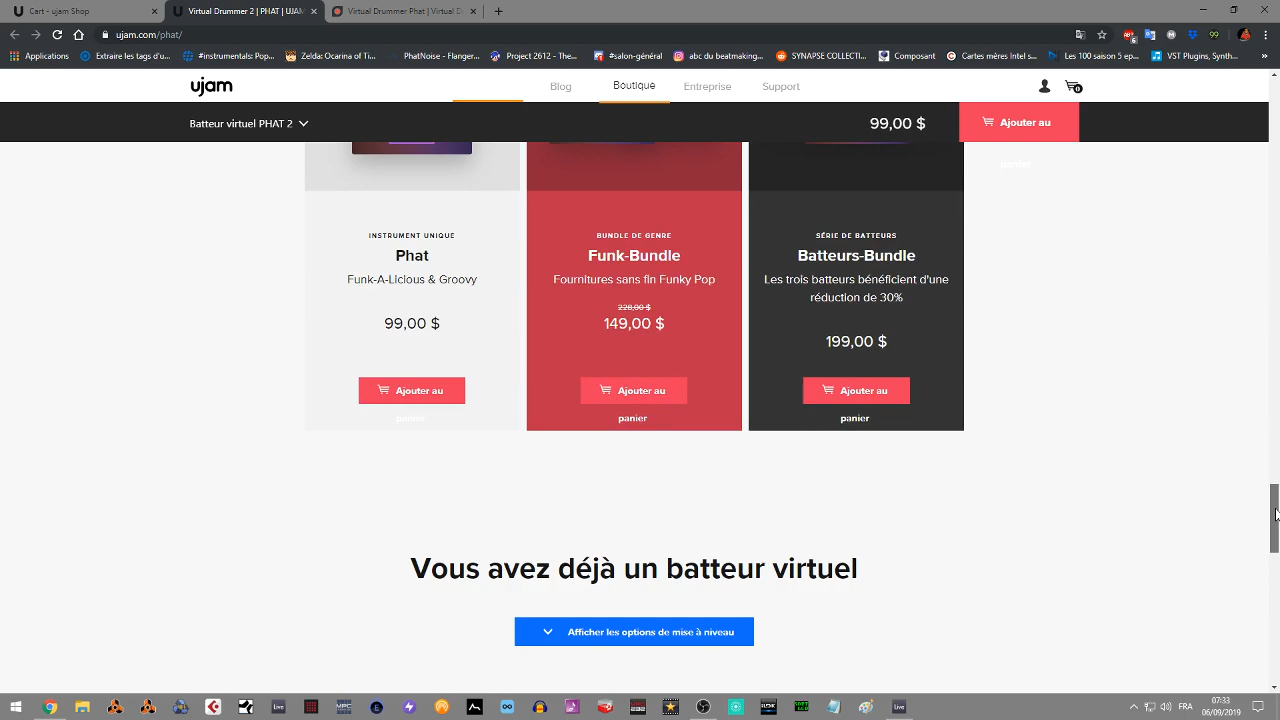 Cart - ujam Shop
Virtual Drummer 2 | PHAT | UJAM
Virtual Drummer Phat | Virtual D
ujam.com/phat/
99
Applications
Extraire les tags d'u...
#instrumentals: Pop...
Zelda Ocarina of Ti...
PhatNoise - Flanger...
Project 2612 - The...
#salon-général
abc du beatmaking...
SYNAPSE COLLECTI...
Composant
Cartes mères Intel s...
Les 100 saison 5 ep...
VST Plugins, Synth...
ujam
Blog
Boutique
Entreprise
Support
0
Batteur virtuel PHAT 2
99,00 $
Ajouter au
panier
INSTRUMENT UNIQUE
Phat
Funk-A-Licious & Groovy
99,00 $
Ajouter au
panier
BUNDLE DE GENRE
Funk-Bundle
Fournitures sans fin Funky Pop
228,00 $
149,00 $
Ajouter au
panier
SÉRIE DE BATTEURS
Batteurs-Bundle
Les trois batteurs bénéficient d'une
réduction de 30%
199,00 $
Ajouter au
panier
Vous avez déjà un batteur virtuel
Afficher les options de mise à niveau
Live
MPC
Live
FRA
07:33
06/09/2019